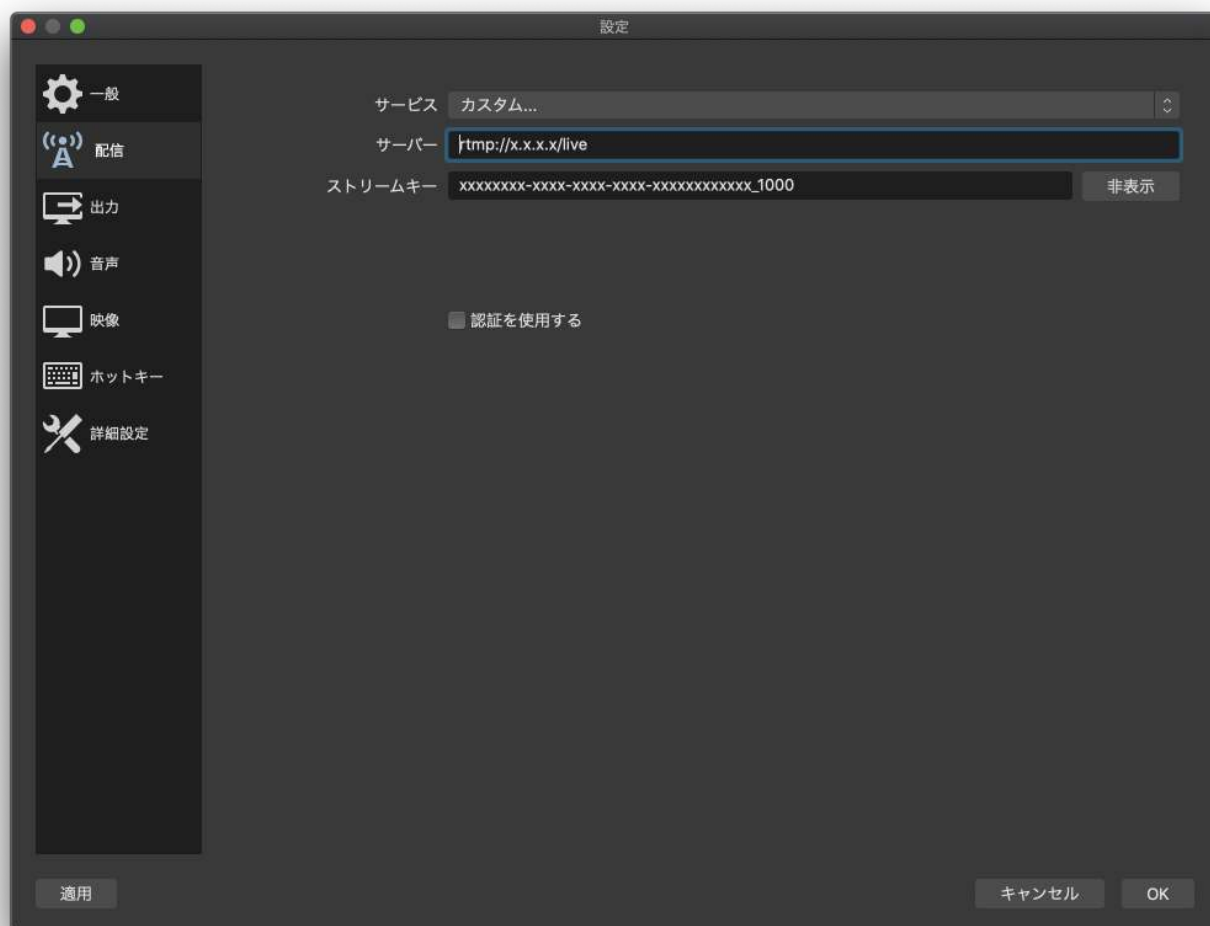 設定
一般
配信
出力
音声
映像
ホットキー
詳細設定
サービス カスタム...
サーバー rtmp://x.x.x.x/live
ストリームキー xxxxxxxx-xxxx-xxxx-xxxx-xxxxxxxxxxxx_1000 非表示
認証を使用する
適用 キャンセル OK